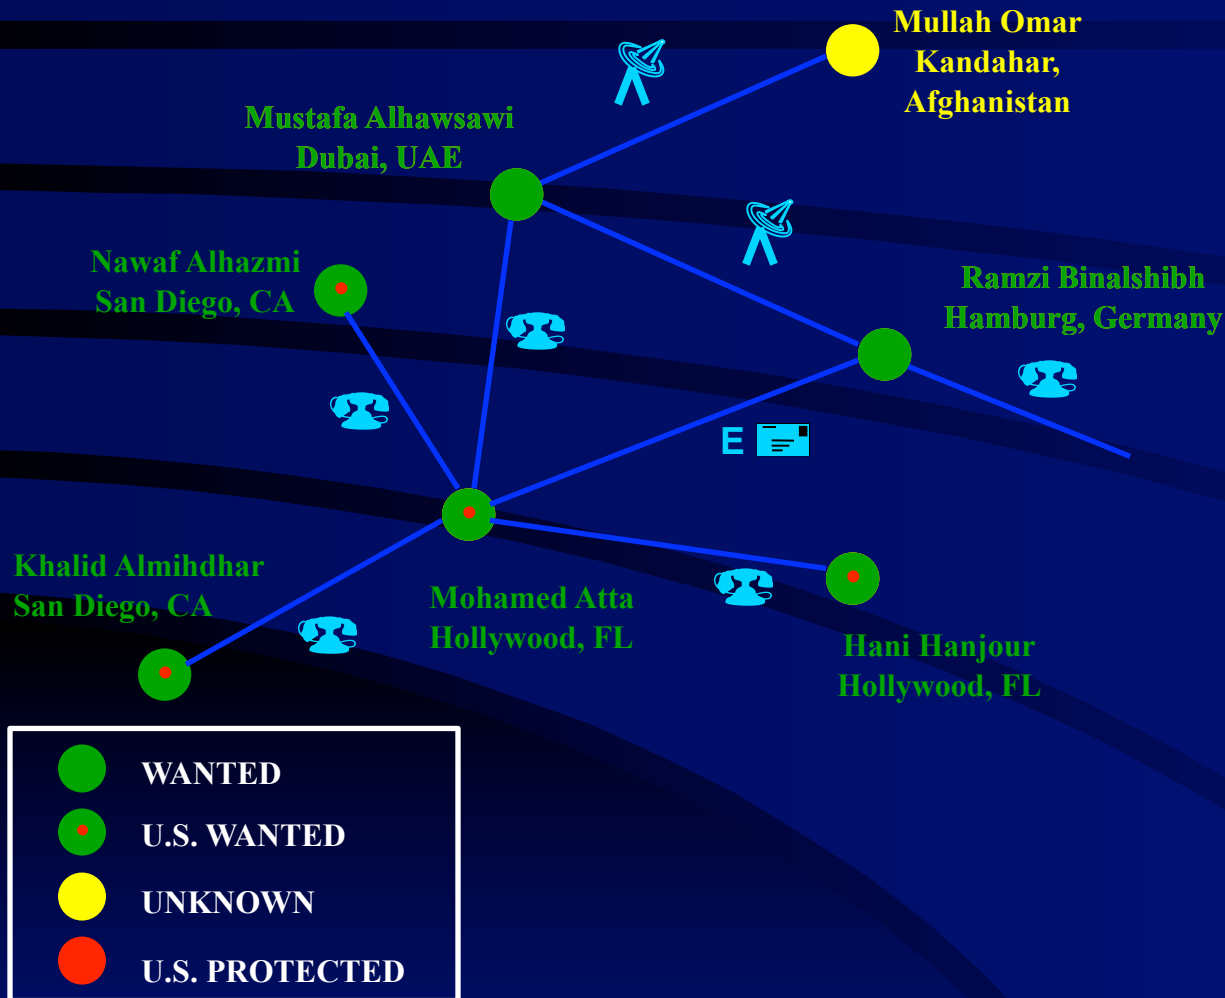 Mullah Omar
Kandahar,
Afghanistan
Mustafa Alhawsawi
Dubai, UAE
Nawaf Alhazmi
San Diego, CA
Ramzi Binalshibh
Hamburg, Germany
E
Khalid Almihdhar
San Diego, CA
Mohamed Atta
Hollywood, FL
Hani Hanjour
Hollywood, FL
WANTED
U.S. WANTED
UNKNOWN
U.S. PROTECTED